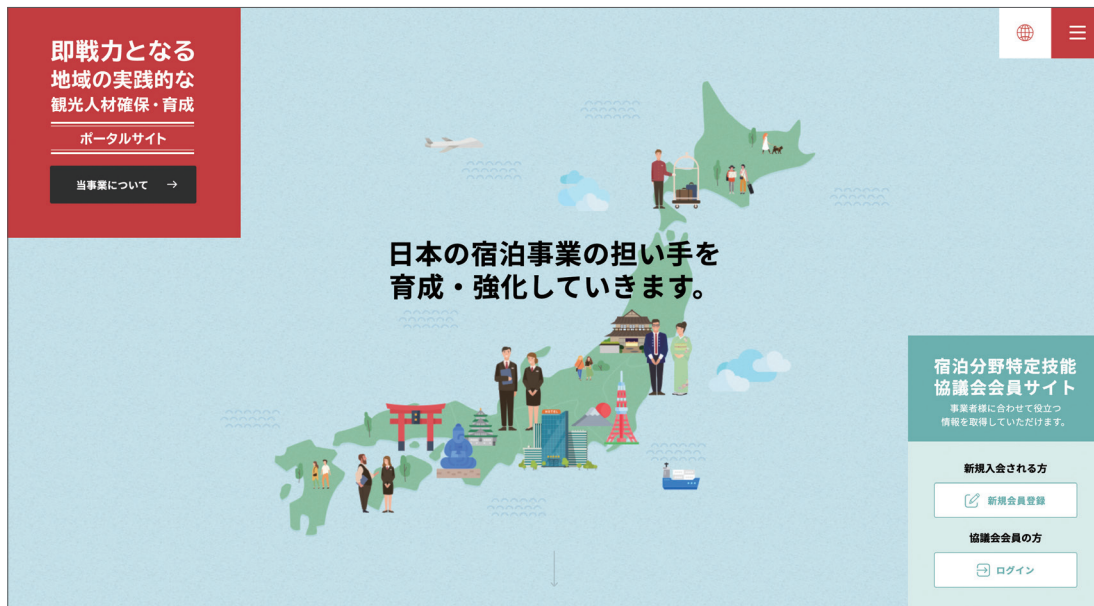 即戦力となる
地域の実践的な
観光人材確保・育成
ポータルサイト
当事業について
日本の宿泊事業の担い手を
育成・強化していきます。
HOTEL
宿泊分野特定技能
協議会会員サイト
事業者様に合わせて役立つ
情報を取得していただけます。
新規入会される方
新規会員登録
協議会会員の方
ログイン